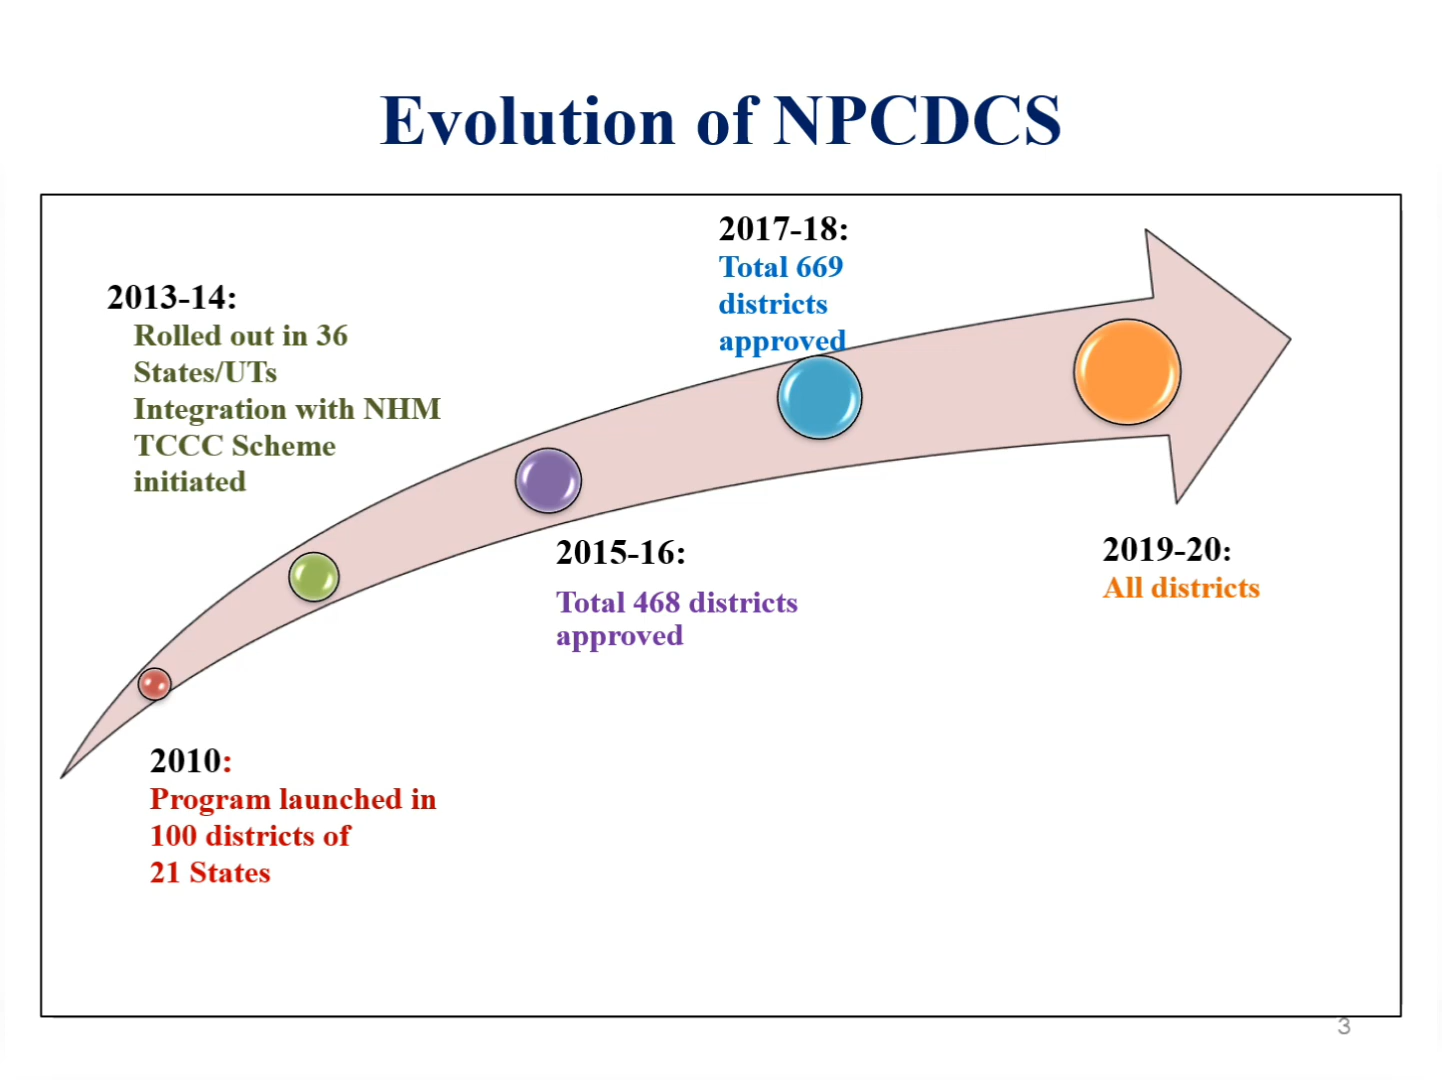 Evolution of NPCDCS
2013-14:
Rolled out in 36
States/UTs
Integration with NHM
TCCC Scheme
initiated
2017-18:
Total 669
districts
approved
2015-16:
Total 468 districts
approved
2019-20:
All districts
2010:
Program launched in
100 districts of
21 States
3